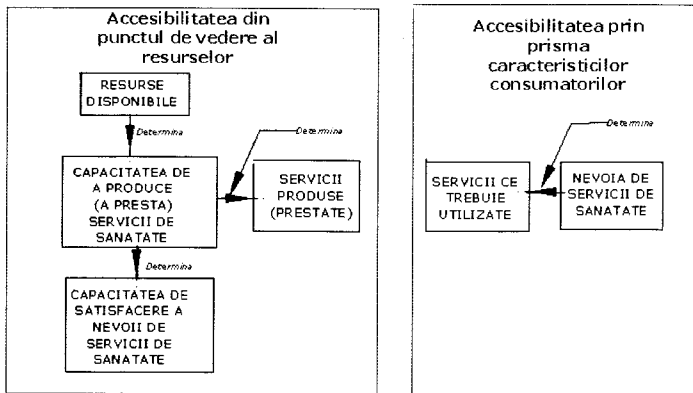 Accesibilitatea din
punctul de vedere al
resurselor
RESURSE
DISPONIBILE
Determina
CAPACITATEA DE
A PRODUCE
(A PRESTA)
SERVICII DE
SANATATE
Determina
SERVICII
PRODUSE
(PRESTATE)
Determina
CAPACITATEA DE
SATISFACERE A
NEVOII DE
SERVICII DE
SANATATE
Accesibilitatea prin
prisma
caracteristicilor
consumatorilor
Determina
SERVICII CE
TREBUIE
UTILIZATE
NEVOIA DE
SERVICII DE
SANATATE